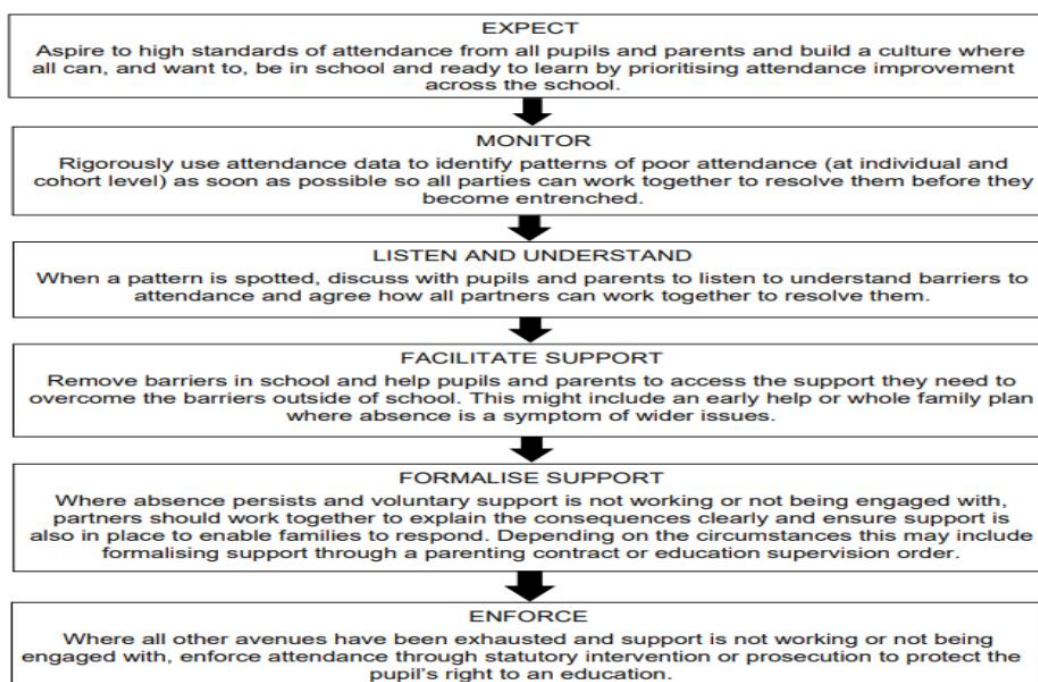 EXPECT
Aspire to high standards of attendance from all pupils and parents and build a culture where
all can, and want to, be in school and ready to learn by prioritising attendance improvement
across the school.
MONITOR
Rigorously use attendance data to identify patterns of poor attendance (at individual and
cohort level) as soon as possible so all parties can work together to resolve them before they
become entrenched.
LISTEN AND UNDERSTAND
When a pattern is spotted, discuss with pupils and parents to listen to understand barriers to
attendance and agree how all partners can work together to resolve them.
FACILITATE SUPPORT
Remove barriers in school and help pupils and parents to access the support they need to
overcome the barriers outside of school. This might include an early help or whole family plan
where absence is a symptom of wider issues.
FORMALISE SUPPORT
Where absence persists and voluntary support is not working or not being engaged with,
partners should work together to explain the consequences clearly and ensure support is
also in place to enable families to respond. Depending on the circumstances this may include
formalising support through a parenting contract or education supervision order.
ENFORCE
Where all other avenues have been exhausted and support is not working or not being
engaged with, enforce attendance through statutory intervention or prosecution to protect the
pupil's right to an education.